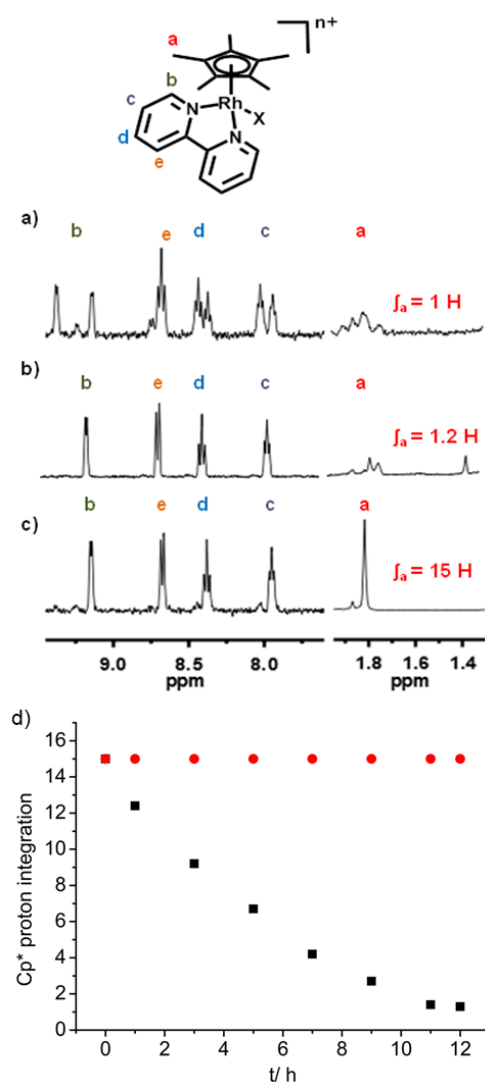 n+
a
b
c
d
e
Rh
N
X
N
a)
b e d c a
∫a = 1 H
b)
b e d c a
∫a = 1.2 H
c)
b e d c a
∫a = 15 H
9.0 8.5 8.0 1.8 1.6 1.4
ppm ppm
d)
Cp* proton integration
16
14
12
10
8
6
4
2
0
0 2 4 6 8 10 12
t/ h